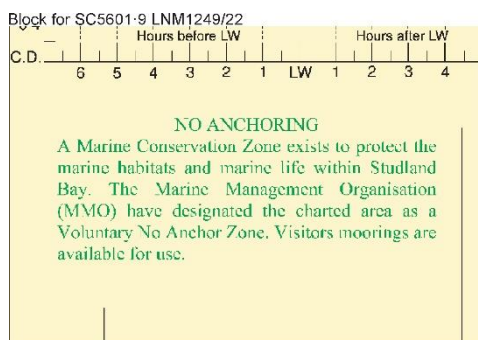 Block for SC5601·9 LNM1249/22
Hours before LW Hours after LW
C.D.
6 5 4 3 2 1 LW 1 2 3 4
NO ANCHORING
A Marine Conservation Zone exists to protect the
marine habitats and marine life within Studland
Bay. The Marine Management Organisation
(MMO) have designated the charted area as a
Voluntary No Anchor Zone. Visitors moorings are
available for use.